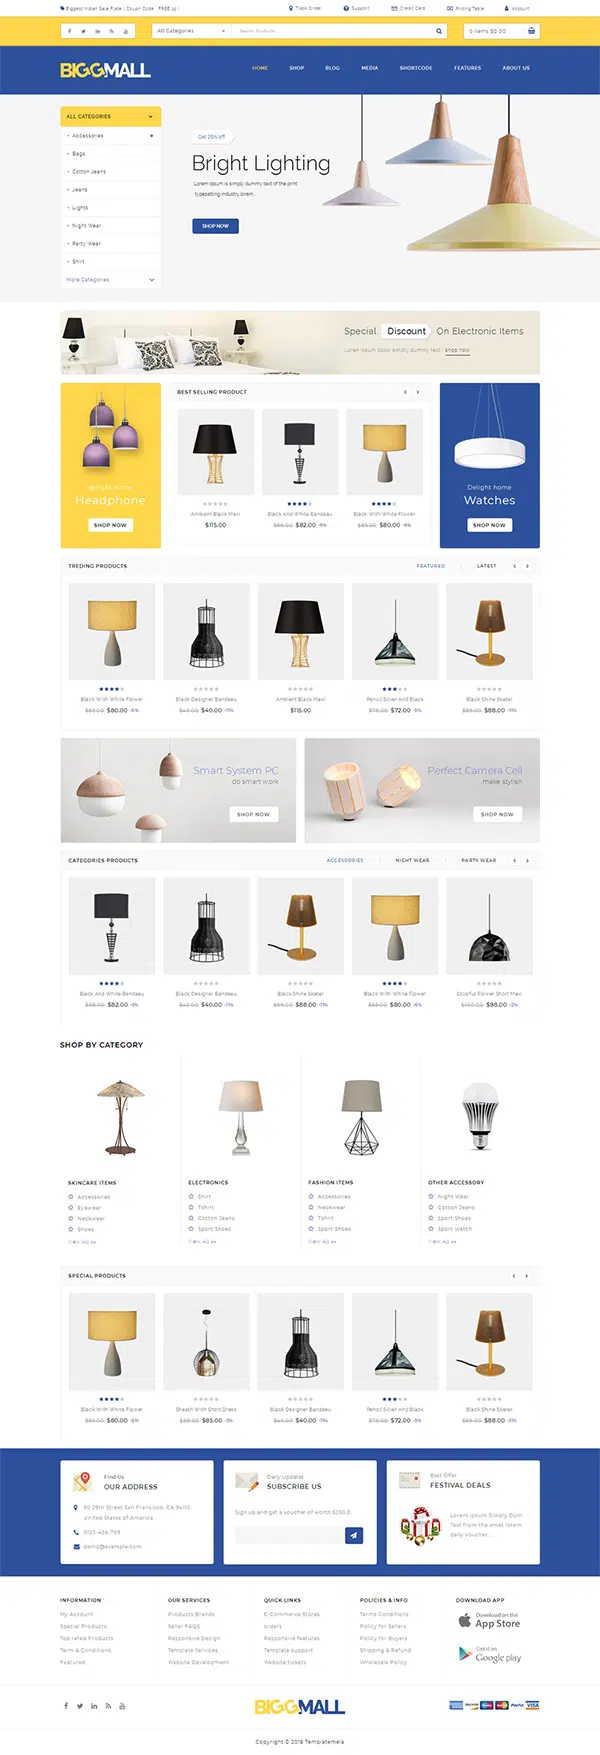 Biggest Indian Sale Flate | Coupn Code : FREE
Track Order
Support
Credit Card
Pricing Table
Account
All Categories
Search Products...
0 items $0.00
BIGGMALL
HOME
SHOP
BLOG
MEDIA
SHORTCODE
FEATURES
ABOUT US
ALL CATEGORIES
Accessories
Bags
Cotton Jeans
Jeans
Lights
Night Wear
Party Wear
Shirt
More Categories
Get 25% off
Bright Lighting
Lorem Ipsum is simply dummy text of the print
typesetting industry lorem..
SHOP NOW
Special Discount On Electronic Items
Lorem ipsum dolor simply dummy text shop now
delight home
Headphone
SHOP NOW
BEST SELLING PRODUCT
Ambient Black Maxi
$115.00
Black And White Bandeau
$88.00 $82.00 -6%
Black With White Flower
$85.00 $80.00 -6%
Delight home
Watches
SHOP NOW
TREDING PRODUCTS
FEATURED
LATEST
Black With White Flower
$85.00 $80.00 -6%
Black Designer Bandeau
$45.00 $40.00 -11%
Ambient Black Maxi
$115.00
Pencil Silver And Black
$76.00 $72.00 -5%
Black Shine Skater
$99.00 $88.00 -11%
Smart System PC
do smart work
SHOP NOW
Perfect Camera Cell
make stylish
SHOP NOW
CATEGORIES PRODUCTS
ACCESSORIES
NIGHT WEAR
PARTY WEAR
Black And White Bandeau
$88.00 $82.00 -6%
Black Designer Bandeau
$45.00 $40.00 -11%
Black Shine Skater
$99.00 $88.00 -11%
Black With White Flower
$85.00 $80.00 -6%
Colorful Flower Short Maxi
$100.00 $98.00 -2%
SHOP BY CATEGORY
SKINCARE ITEMS
Accessories
Eyewear
Neckwear
Shoes
View All >>
ELECTRONICS
Shirt
Tshirt
Cotton Jeans
Sport Shoes
View All >>
FASHION ITEMS
Accessories
Neckwear
Tshirt
Sport Shoes
View All >>
OTHER ACCESSORY
Night Wear
Cotton Jeans
Sport Shoes
Sport Watch
View All >>
SPECIAL PRODUCTS
Black With White Flower
$85.00 $80.00 -6%
Sheath With Short Dress
$85.00 -3%
Black Designer Bandeau
$45.00 $40.00 -11%
Pencil Silver And Black
$76.00 $72.00 -5%
Black Shine Skater
$99.00 $88.00 -11%
Find Us
OUR ADDRESS
60 29th Street San Francisco, CA 94110
United States of America
0123-456-789
demo@example.com
Daily Updates
SUBSCRIBE US
Sign up and get a voucher of worth $250.0
Best Offer
FESTIVAL DEALS
Lorem Ipsum Simply Dum
Text from the amet lorem
daily voucher...
INFORMATION
My Account
Special Products
Top-rated Products
Term & Conditions
Featured
OUR SERVICES
Products Brands
Seller FAQS
Responsive Design
Template Services
Website Development
QUICK LINKS
E-Commerce Stores
orders
Responsive features
Template support
Website tickets
POLICIES & INFO
Terms Conditions
Policy for Sellers
Policy for Buyers
Shipping & Refund
Wholesale Policy
DOWNLOAD APP
Download on the
App Store
Get it on
Google play
BIGGMALL
PayPal
VISA
Copyright © 2018 Templatemela